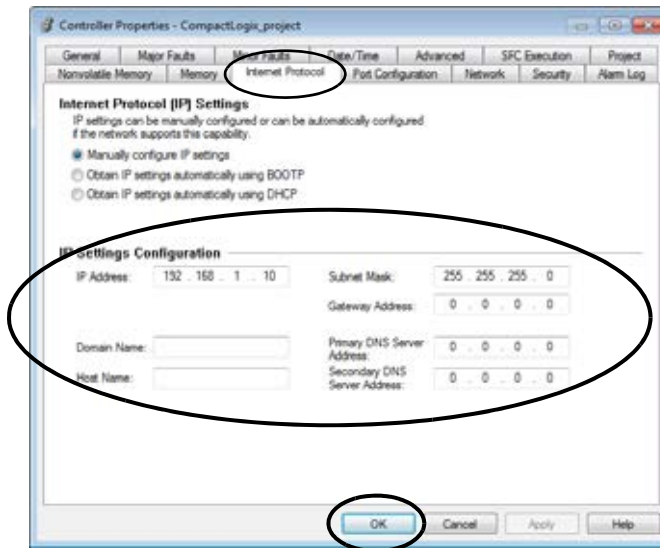 Controller Properties - CompactLogix_project
General Major Faults Minor Faults Date/Time Advanced SFC Execution Project
Nonvolatile Memory Memory Internet Protocol Port Configuration Network Security Alarm Log
Internet Protocol (IP) Settings
IP settings can be manually configured or can be automatically configured
if the network supports this capability.
Manually configure IP settings
Obtain IP settings automatically using BOOTP
Obtain IP settings automatically using DHCP
IP Settings Configuration
IP Address: 192 . 168 . 1 . 10 Subnet Mask: 255 . 255 . 255 . 0
Gateway Address: 0 . 0 . 0 . 0
Domain Name: Primary DNS Server Address: 0 . 0 . 0 . 0
Host Name: Secondary DNS Server Address: 0 . 0 . 0 . 0
OK Cancel Apply Help